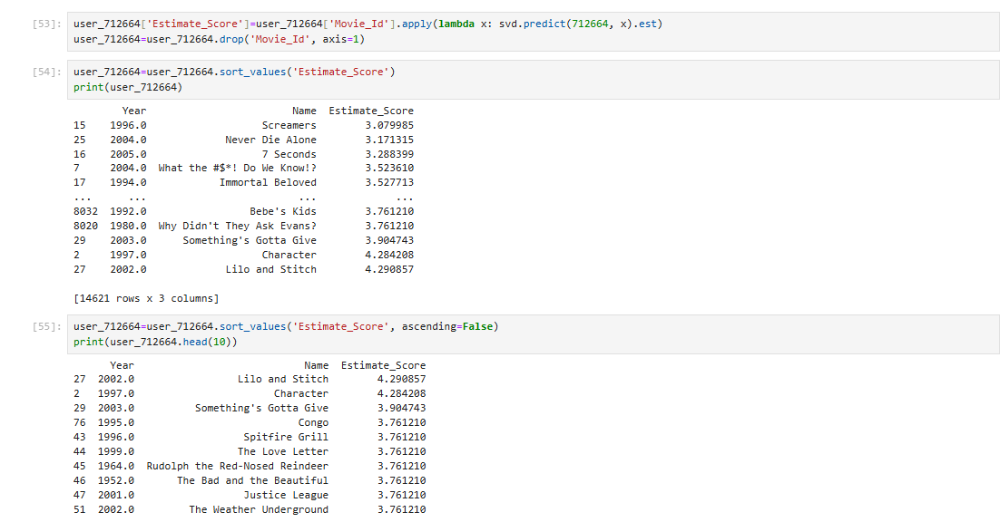 [53]: user_712664['Estimate_Score']=user_712664['Movie_Id'].apply(lambda x: svd.predict(712664, x).est)
user_712664=user_712664.drop('Movie_Id', axis=1)
[54]: user_712664=user_712664.sort_values('Estimate_Score')
print(user_712664)
Year Name Estimate_Score
15 1996.0 Screamers 3.079985
25 2004.0 Never Die Alone 3.171315
16 2005.0 7 Seconds 3.288399
7 2004.0 What the #$*! Do We Know!? 3.523610
17 1994.0 Immortal Beloved 3.527713
... ... ... ...
8032 1992.0 Bebe's Kids 3.761210
8020 1980.0 Why Didn't They Ask Evans? 3.761210
29 2003.0 Something's Gotta Give 3.904743
2 1997.0 Character 4.284208
27 2002.0 Lilo and Stitch 4.290857
[14621 rows x 3 columns]
[55]: user_712664=user_712664.sort_values('Estimate_Score', ascending=False)
print(user_712664.head(10))
Year Name Estimate_Score
27 2002.0 Lilo and Stitch 4.290857
2 1997.0 Character 4.284208
29 2003.0 Something's Gotta Give 3.904743
76 1995.0 Congo 3.761210
43 1996.0 Spitfire Grill 3.761210
44 1999.0 The Love Letter 3.761210
45 1964.0 Rudolph the Red-Nosed Reindeer 3.761210
46 1952.0 The Bad and the Beautiful 3.761210
47 2001.0 Justice League 3.761210
51 2002.0 The Weather Underground 3.761210